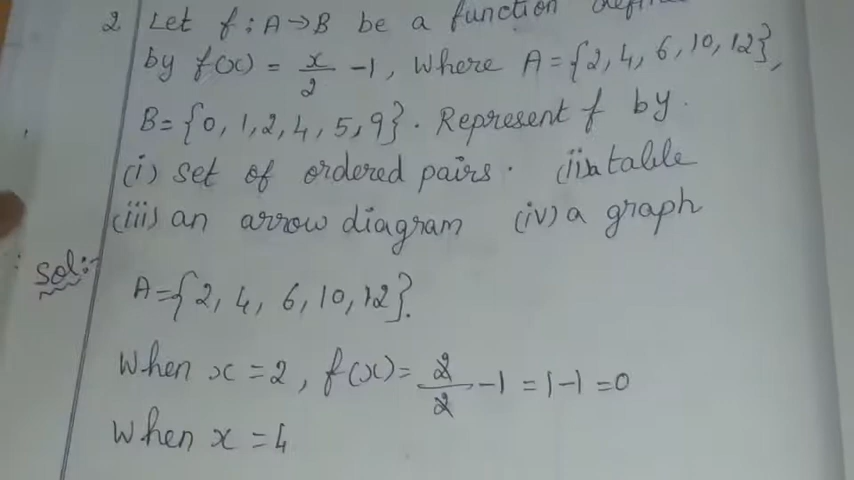 2 Let f : A→B be a function
by f(x) = x/2 -1, Where A={2, 4, 6, 10, 12},
B={0, 1, 2, 4, 5, 9}. Represent f by.
(i) set of ordered pairs. (ii) a table
(iii) an arrow diagram (iv) a graph
Sol:-
A={2, 4, 6, 10, 12}.
When x=2, f(x)= 2/2 -1 = 1-1 =0
When x =4